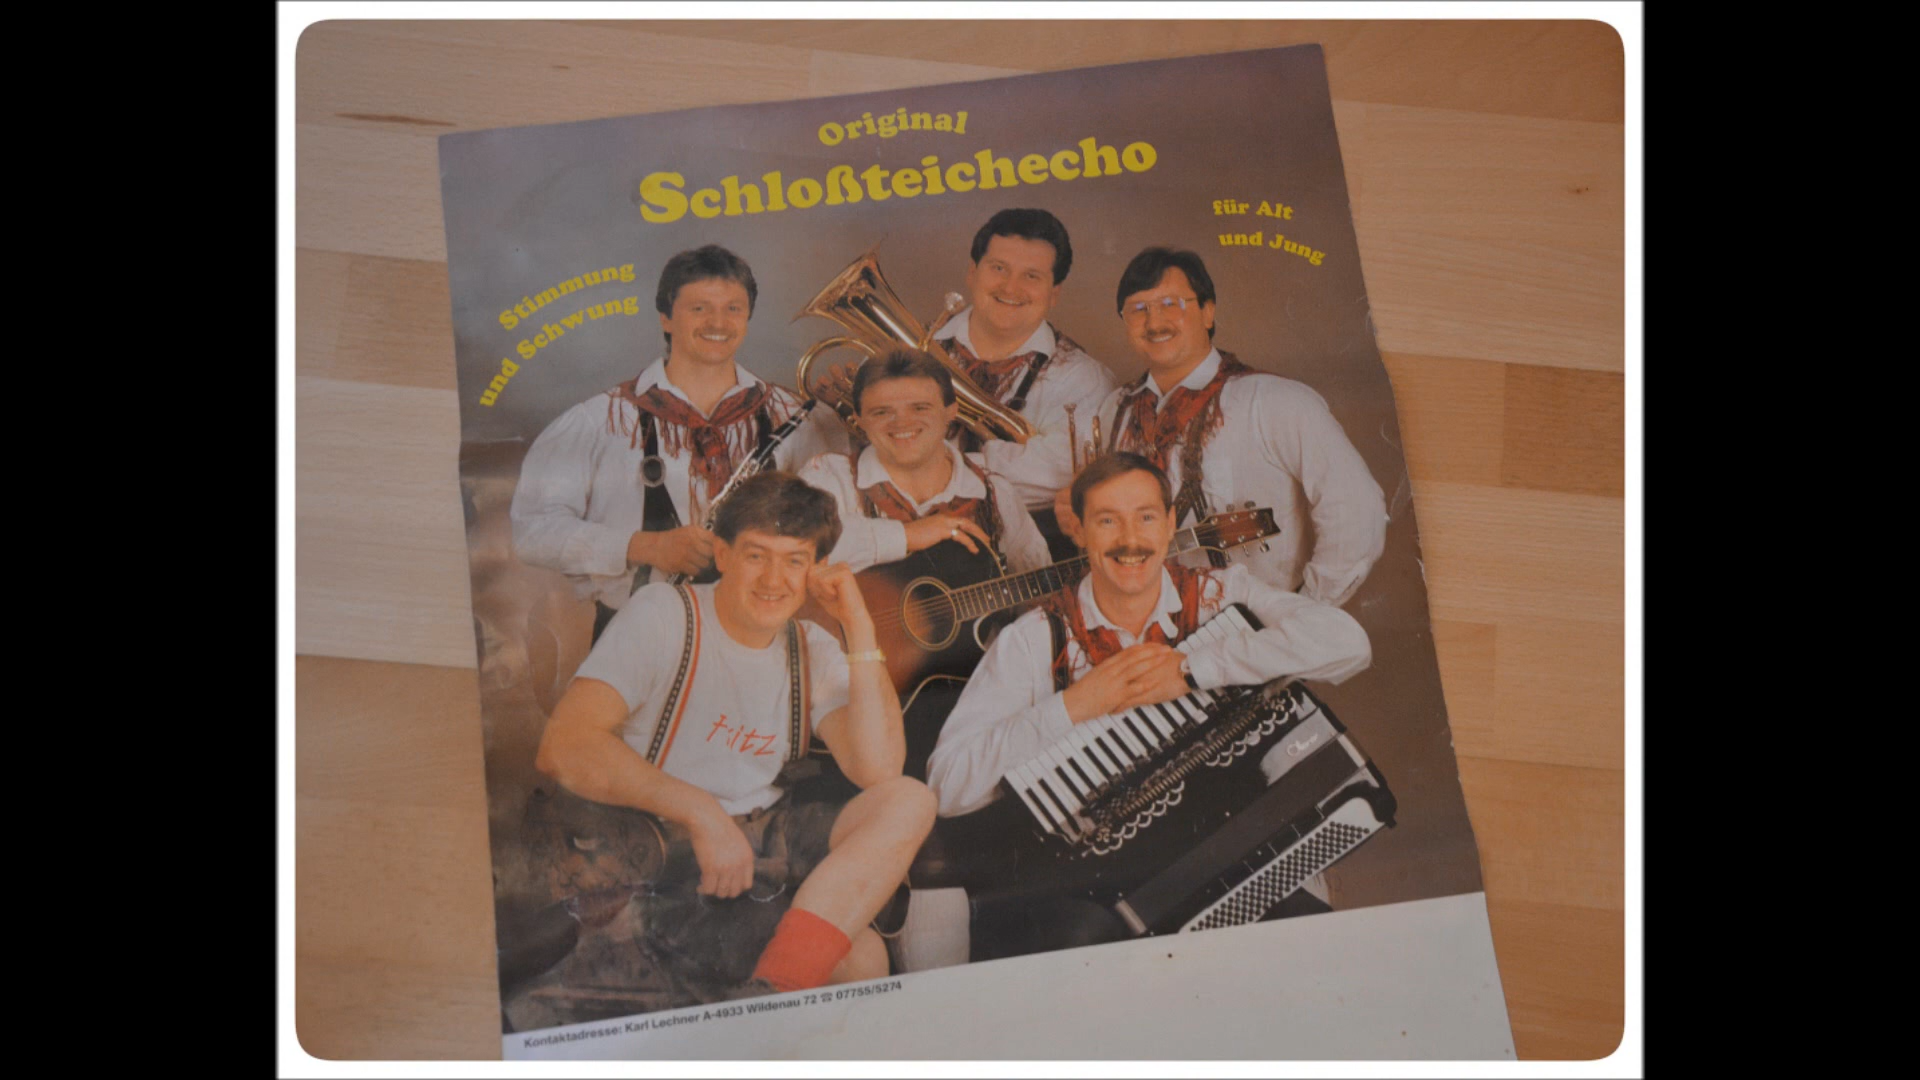 Original
Schloßteichecho
für Alt
und Jung
Stimmung
und Schwung
Fritz
Kontaktadresse: Karl Lechner A-4933 Wildenau 72 ☎ 07755/5274